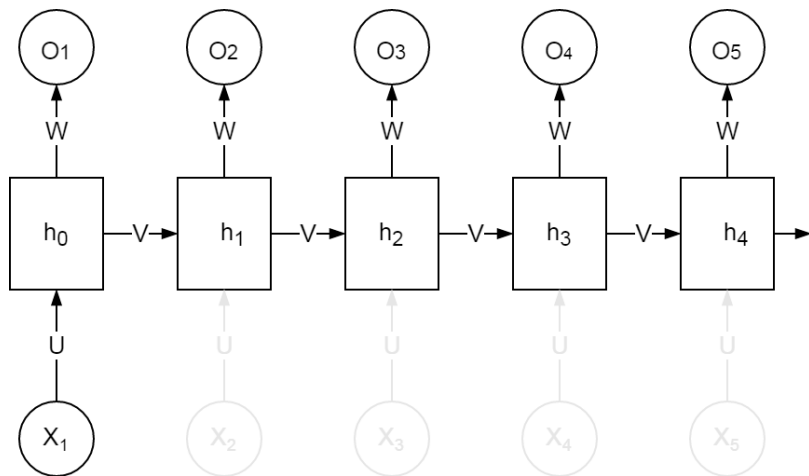 O1 O2 O3 O4 O5
W W W W W
h0 V h1 V h2 V h3 V h4
U U U U U
X1 X2 X3 X4 X5